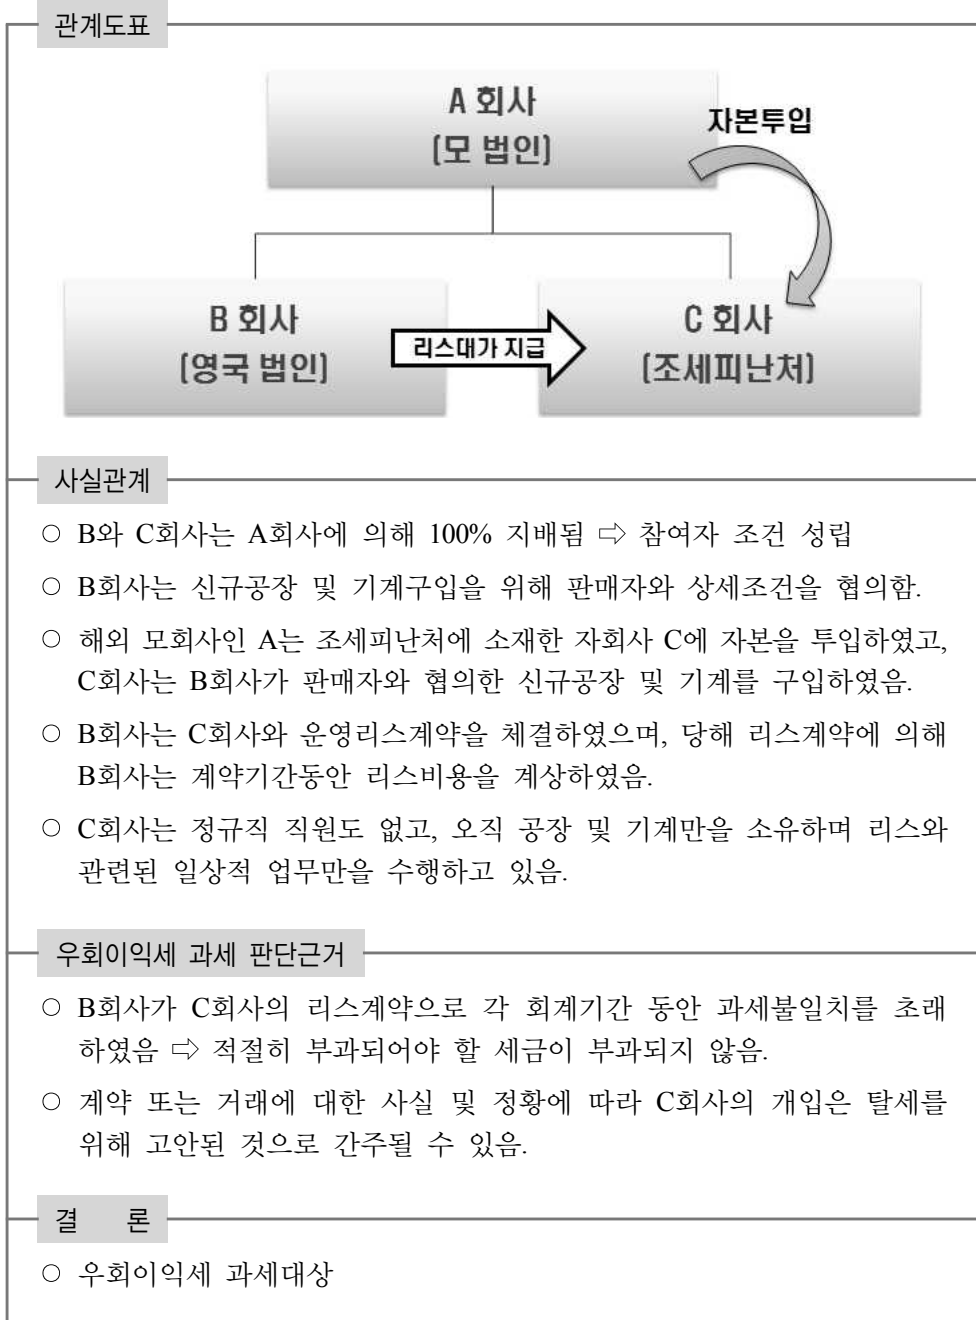 관계도표
A 회사
[모 법인]
자본투입
B 회사
[영국 법인]
리스대가 지급
C 회사
[조세피난처]
사실관계
○ B와 C회사는 A회사에 의해 100% 지배됨 ⇨ 참여자 조건 성립
○ B회사는 신규공장 및 기계구입을 위해 판매자와 상세조건을 협의함.
○ 해외 모회사인 A는 조세피난처에 소재한 자회사 C에 자본을 투입하였고,
C회사는 B회사가 판매자와 협의한 신규공장 및 기계를 구입하였음.
○ B회사는 C회사와 운영리스계약을 체결하였으며, 당해 리스계약에 의해
B회사는 계약기간동안 리스비용을 계상하였음.
○ C회사는 정규직 직원도 없고, 오직 공장 및 기계만을 소유하며 리스와
관련된 일상적 업무만을 수행하고 있음.
우회이익세 과세 판단근거
○ B회사가 C회사의 리스계약으로 각 회계기간 동안 과세불일치를 초래
하였음 ⇨ 적절히 부과되어야 할 세금이 부과되지 않음.
○ 계약 또는 거래에 대한 사실 및 정황에 따라 C회사의 개입은 탈세를
위해 고안된 것으로 간주될 수 있음.
결 론
○ 우회이익세 과세대상